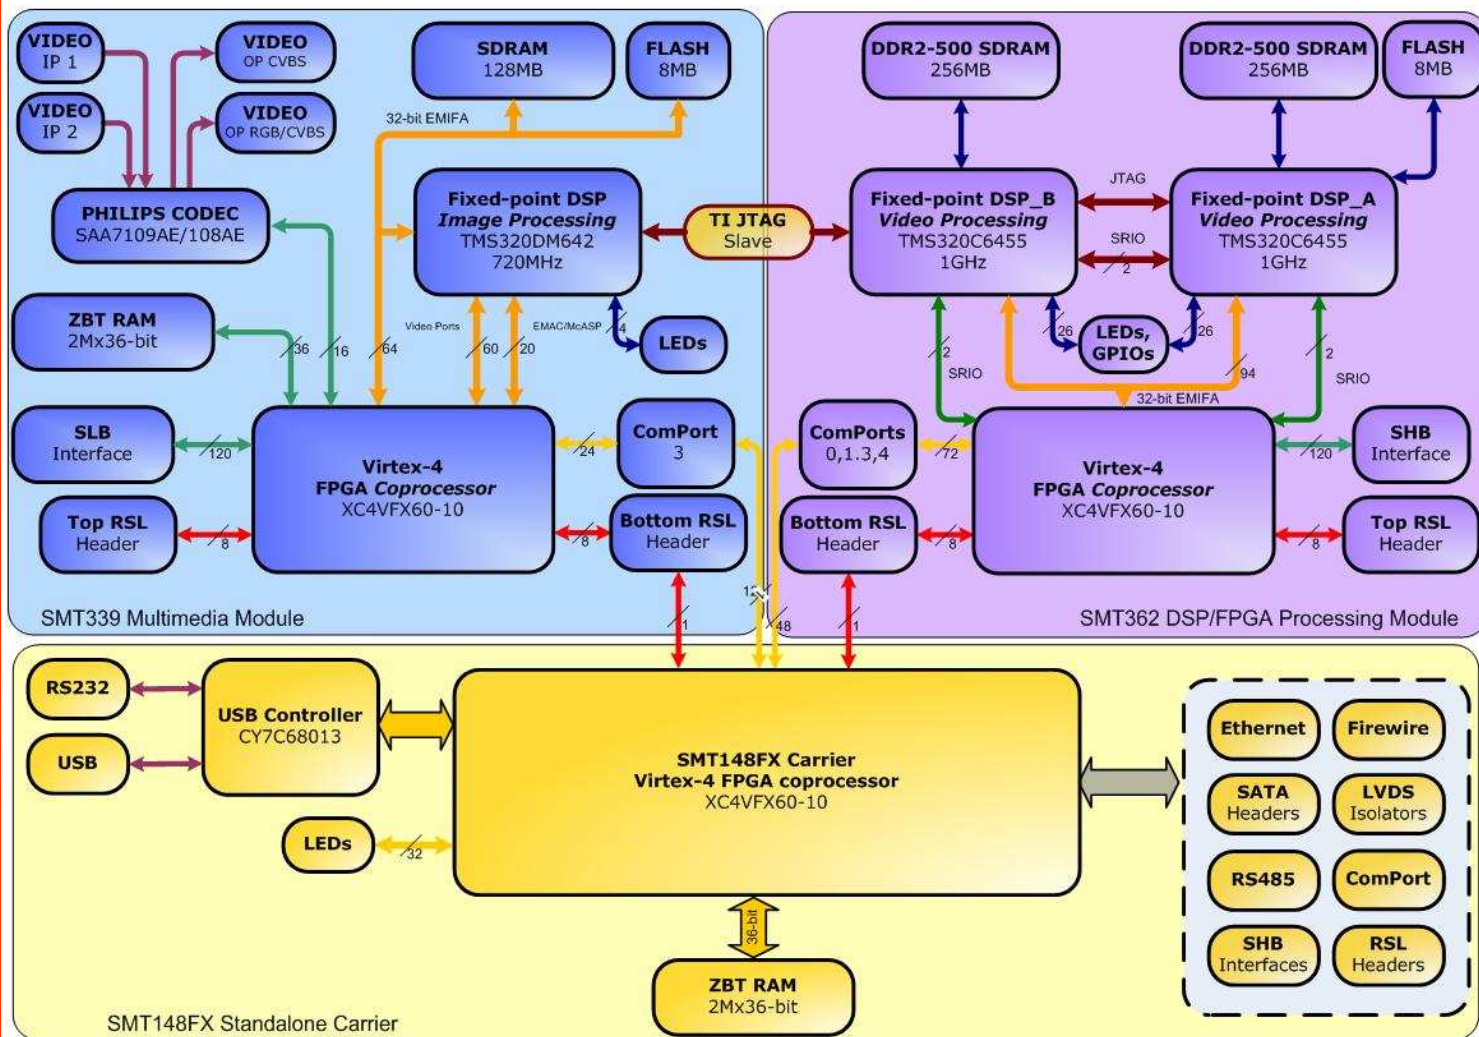 VIDEO
IP 1
VIDEO
OP CVBS
VIDEO
IP 2
VIDEO
OP RGB/CVBS
SDRAM
128MB
FLASH
8MB
32-bit EMIFA
PHILIPS CODEC
SAA7109AE/108AE
Fixed-point DSP
Image Processing
TMS320DM642
720MHz
TI JTAG
Slave
ZBT RAM
2Mx36-bit
36
16
64
Video Ports
60
20
EMAC/McASP
4
LEDs
SLB
Interface
120
Virtex-4
FPGA Coprocessor
XC4VFX60-10
24
ComPort
3
Top RSL
Header
8
8
Bottom RSL
Header
1
SMT339 Multimedia Module
DDR2-500 SDRAM
256MB
DDR2-500 SDRAM
256MB
FLASH
8MB
Fixed-point DSP_B
Video Processing
TMS320C6455
1GHz
JTAG
SRIO
2
Fixed-point DSP_A
Video Processing
TMS320C6455
1GHz
2
SRIO
26
LEDs,
GPIOs
26
94
2
SRIO
32-bit EMIFA
ComPorts
0,1.3,4
72
Virtex-4
FPGA Coprocessor
XC4VFX60-10
120
SHB
Interface
Bottom RSL
Header
8
8
Top RSL
Header
48
1
SMT362 DSP/FPGA Processing Module
RS232
USB
USB Controller
CY7C68013
LEDs
32
SMT148FX Carrier
Virtex-4 FPGA coprocessor
XC4VFX60-10
36-bit
ZBT RAM
2Mx36-bit
Ethernet
Firewire
SATA
Headers
LVDS
Isolators
RS485
ComPort
SHB
Interfaces
RSL
Headers
SMT148FX Standalone Carrier